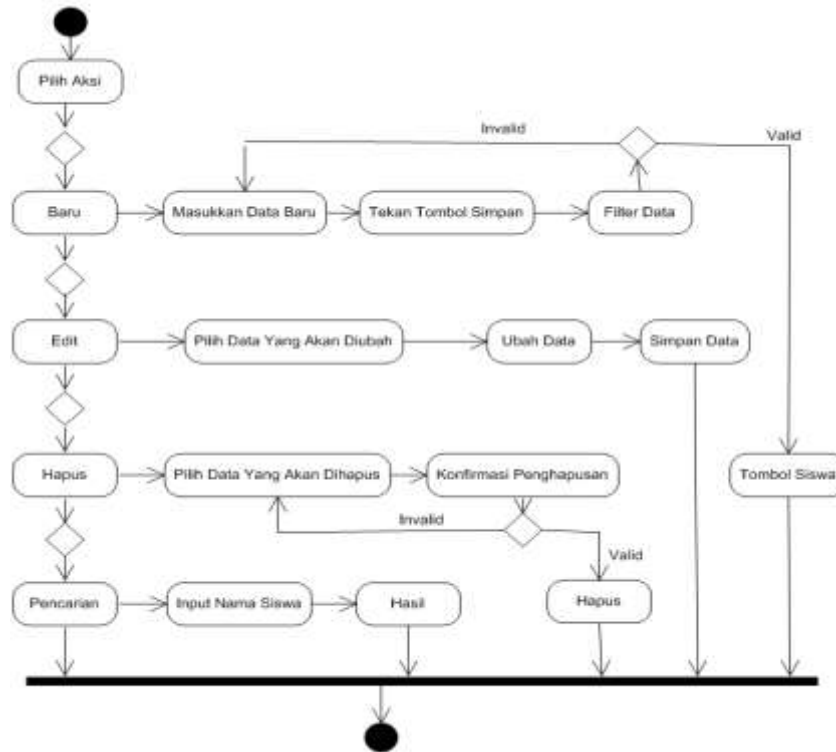 Pilih Aksi
Invalid
Valid
Baru
Masukkan Data Baru
Tekan Tombol Simpan
Filter Data
Edit
Pilih Data Yang Akan Diubah
Ubah Data
Simpan Data
Hapus
Pilih Data Yang Akan Dihapus
Konfirmasi Penghapusan
Tombol Siswa
Invalid
Valid
Pencarian
Input Nama Siswa
Hasil
Hapus